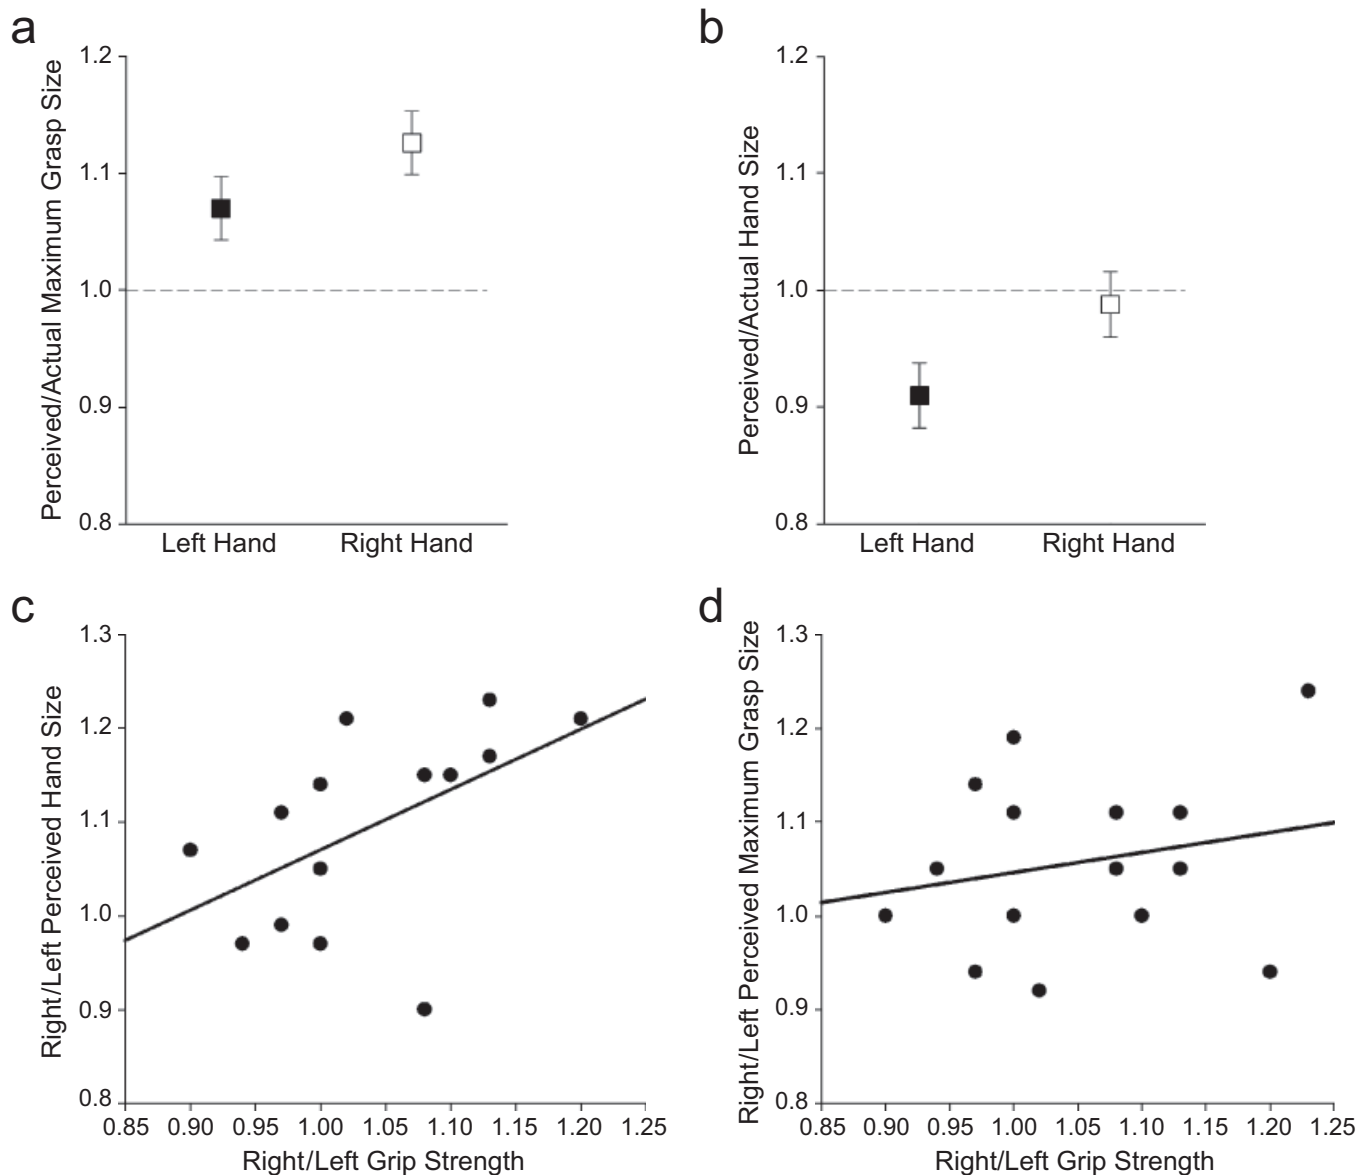 a
Perceived/Actual Maximum Grasp Size
1.2
1.1
1.0
0.9
0.8
Left Hand
Right Hand
b
Perceived/Actual Hand Size
1.2
1.1
1.0
0.9
0.8
Left Hand
Right Hand
c
Right/Left Perceived Hand Size
1.3
1.2
1.1
1.0
0.9
0.8
0.85 0.90 0.95 1.00 1.05 1.10 1.15 1.20 1.25
Right/Left Grip Strength
d
Right/Left Perceived Maximum Grasp Size
1.3
1.2
1.1
1.0
0.9
0.8
0.85 0.90 0.95 1.00 1.05 1.10 1.15 1.20 1.25
Right/Left Grip Strength